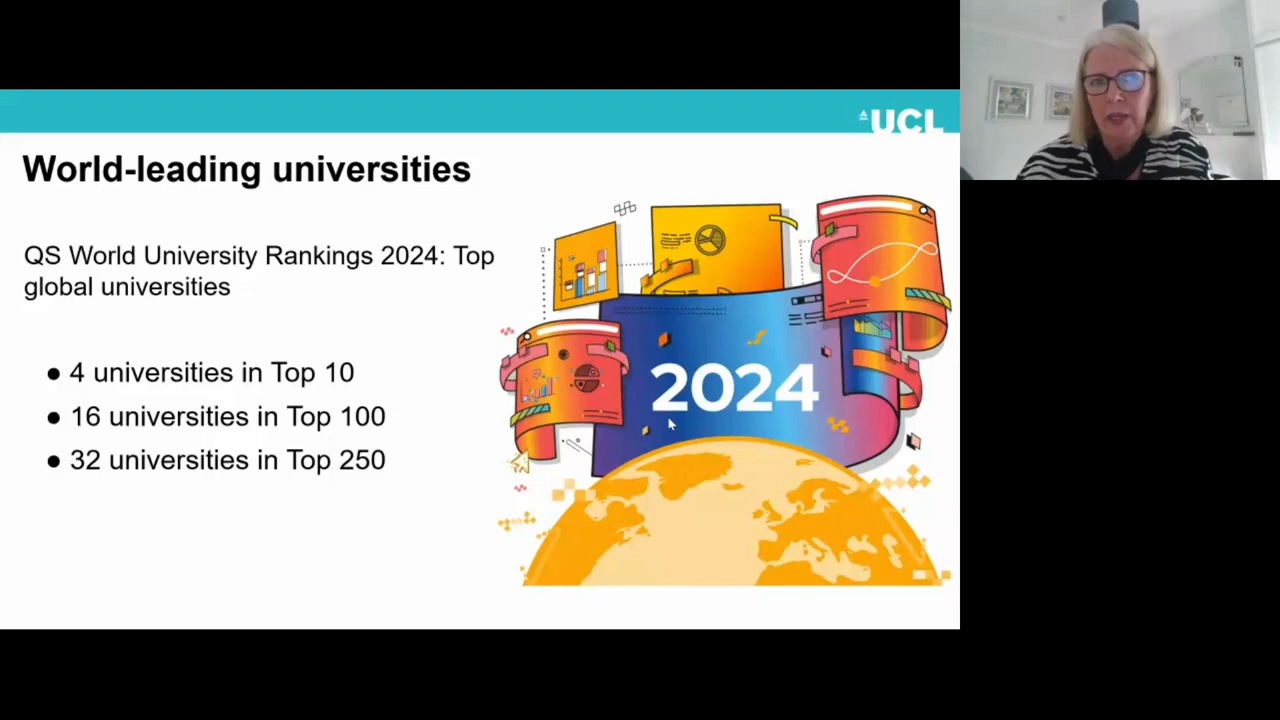 UCL
World-leading universities
QS World University Rankings 2024: Top
global universities
● 4 universities in Top 10
● 16 universities in Top 100
● 32 universities in Top 250
2024